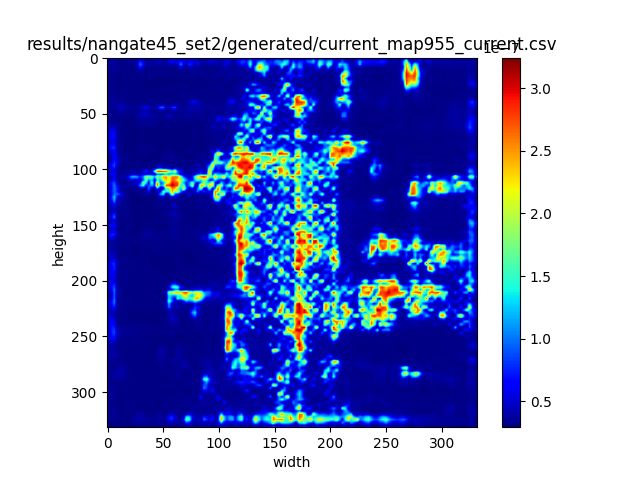 results/nangate45_set2/generated/current_map955_current.csv
1e−7
0
50
100
150
200
250
300
height
0 50 100 150 200 250 300
width
3.0
2.5
2.0
1.5
1.0
0.5